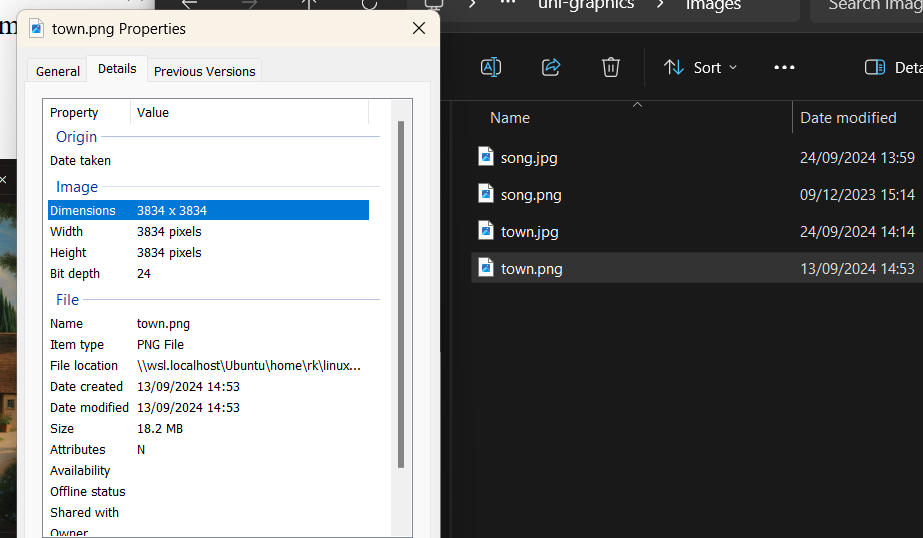 m
town.png Properties
General
Details
Previous Versions
Property
Value
Origin
Date taken
Image
Dimensions 3834 x 3834
Width 3834 pixels
Height 3834 pixels
Bit depth 24
File
Name town.png
Item type PNG File
File location \\wsl.localhost\Ubuntu\home\rk\linux...
Date created 13/09/2024 14:53
Date modified 13/09/2024 14:53
Size 18.2 MB
Attributes N
Availability
Offline status
Shared with
Owner
> ... uni-graphics > Images
Search Imag
Sort
...
Deta
Name
Date modified
song.jpg 24/09/2024 13:59
song.png 09/12/2023 15:14
town.jpg 24/09/2024 14:14
town.png 13/09/2024 14:53